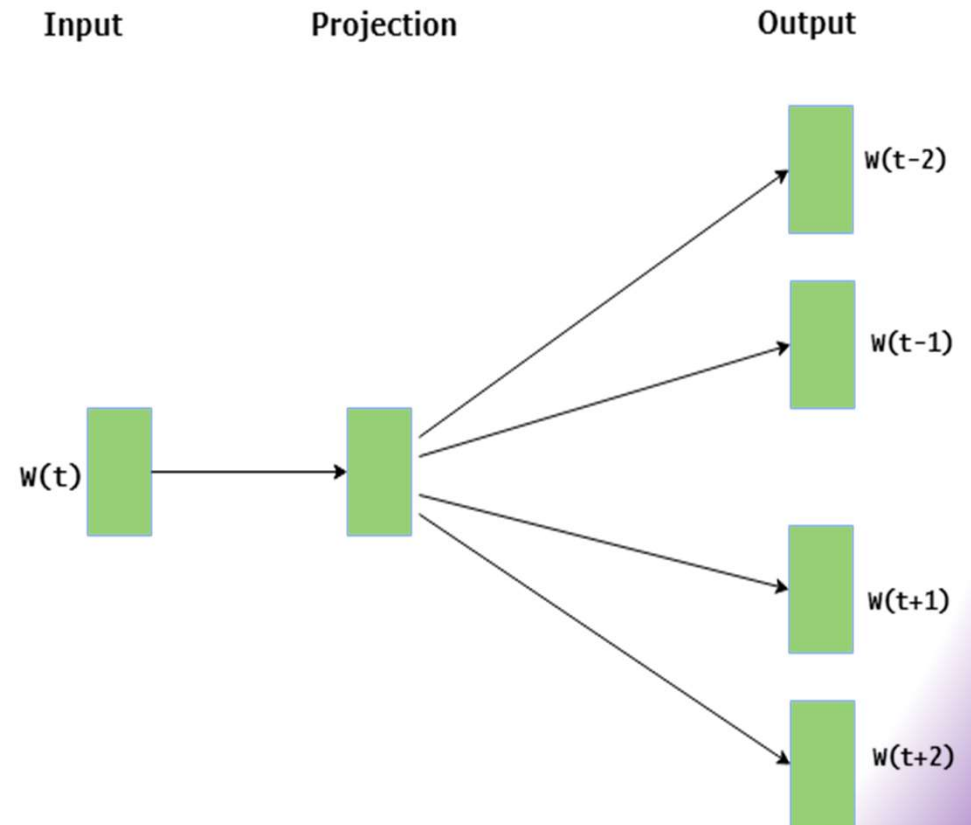 Input Projection Output
W(t-2)
W(t-1)
W(t)
W(t+1)
W(t+2)